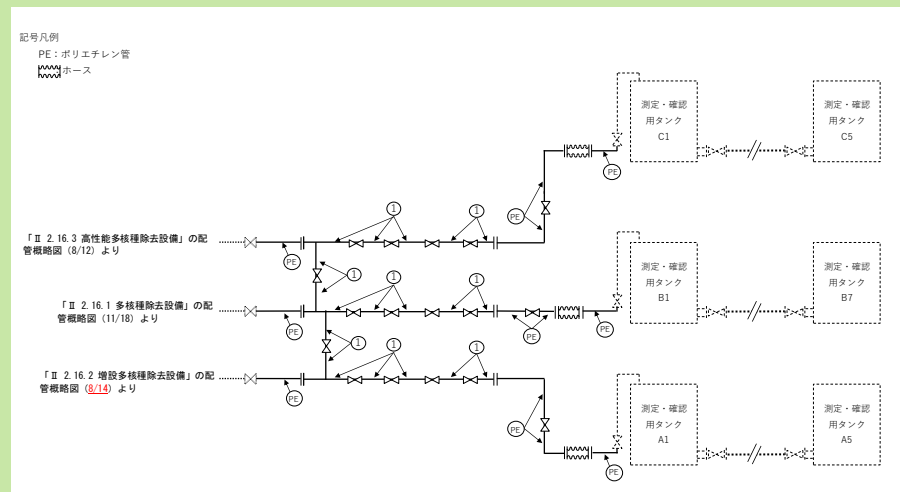 記号凡例
PE：ポリエチレン管
ホース
測定・確認
用タンク
C1
測定・確認
用タンク
C5
PE
PE
①
①
「Ⅱ 2.16.3 高性能多核種除去設備」の配
管概略図（8/12）より
PE
①
測定・確認
用タンク
B1
測定・確認
用タンク
B7
①
①
「Ⅱ 2.16.1 多核種除去設備」の配
管概略図（11/18）より
PE
PE
PE
①
①
①
「Ⅱ 2.16.2 増設多核種除去設備」の配
管概略図（8/14）より
PE
測定・確認
用タンク
A1
測定・確認
用タンク
A5
PE
PE